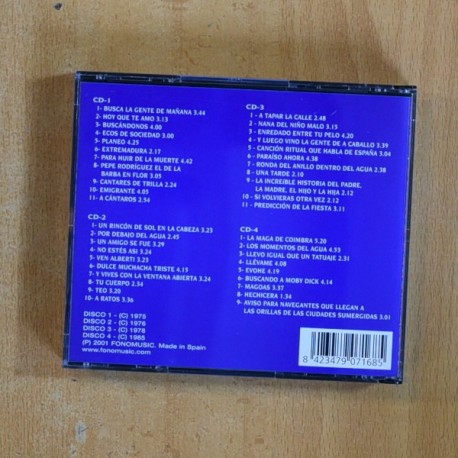 CD-1
1- BUSCA LA GENTE DE MAÑANA 3.44
2- HOY QUE TE AMO 3.13
3- BUSCÁNDONOS 4.00
4- ECOS DE SOCIEDAD 3.00
5- PLANEO 4.25
6- EXTREMADURA 2.17
7- PARA HUIR DE LA MUERTE 4.42
8- PEPE RODRÍGUEZ EL DE LA
BARBA EN FLOR 3.05
9- CANTARES DE TRILLA 2.24
10- EMIGRANTE 4.05
11- A CÁNTAROS 2.54
CD-2
1- UN RINCÓN DE SOL EN LA CABEZA 3.23
2- POR DEBAJO DEL AGUA 2.45
3- UN AMIGO SE FUE 3.29
4- NO ESTÉS ASI 3.24
5- VEN ALBERTI 3.23
6- DULCE MUCHACHA TRISTE 4.15
7- Y VIVES CON LA VENTANA ABIERTA 3.24
8- TU CUERPO 2.34
9- TEO 3.20
10- A RATOS 3.36
DISCO 1 - (C) 1975
DISCO 2 - (C) 1976
DISCO 3 - (C) 1978
DISCO 4 - (C) 1985
(P) 2001 FONOMUSIC. Made in Spain
www.fonomusic.com
CD-3
1 - A TAPAR LA CALLE 2.48
2 - NANA DEL NIÑO MALO 3.15
3 - ENREDADO ENTRE TU PELO 4.20
4 - Y LUEGO VINO LA GENTE DE A CABALLO 3.39
5 - CANCIÓN RITUAL QUE HABLA DE ESPAÑA 3.04
6 - PARAÍSO AHORA 4.38
7 - RONDA DEL ANILLO DENTRO DEL AGUA 2.38
8 - UNA TARDE 2.10
9 - LA INCREIBLE HISTORIA DEL PADRE,
LA MADRE, EL HIJO Y LA HIJA 2.12
10 - SI VOLVIERAS OTRA VEZ 2.12
11 - PREDICCIÓN DE LA FIESTA 3.11
CD-4
1- LA MAGA DE COIMBRA 5.20
2- LOS MOMENTOS DEL AGUA 4.53
3- LLEVO IGUAL QUE UN TATUAJE 2.31
4- LLÉVAME 4.08
5- EVOHE 4.19
6- BUSCANDO A MOBY DICK 4.14
7- MAGOAS 3.17
8- HECHICERA 1.34
9- AVISO PARA NAVEGANTES QUE LLEGAN A
LAS ORILLAS DE LAS CIUDADES SUMERGIDAS 3.01
8 423479 071685